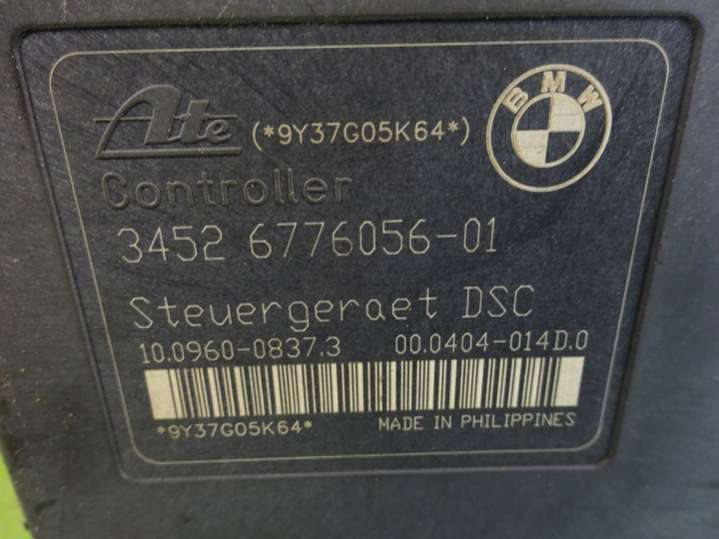 Ate (*9Y37G05K64*) BMW
Controller
3452 6776056-01
Steuergeraet DSC
10.0960-0837.3 00.0404-014D.0
*9Y37G05K64* MADE IN PHILIPPINES